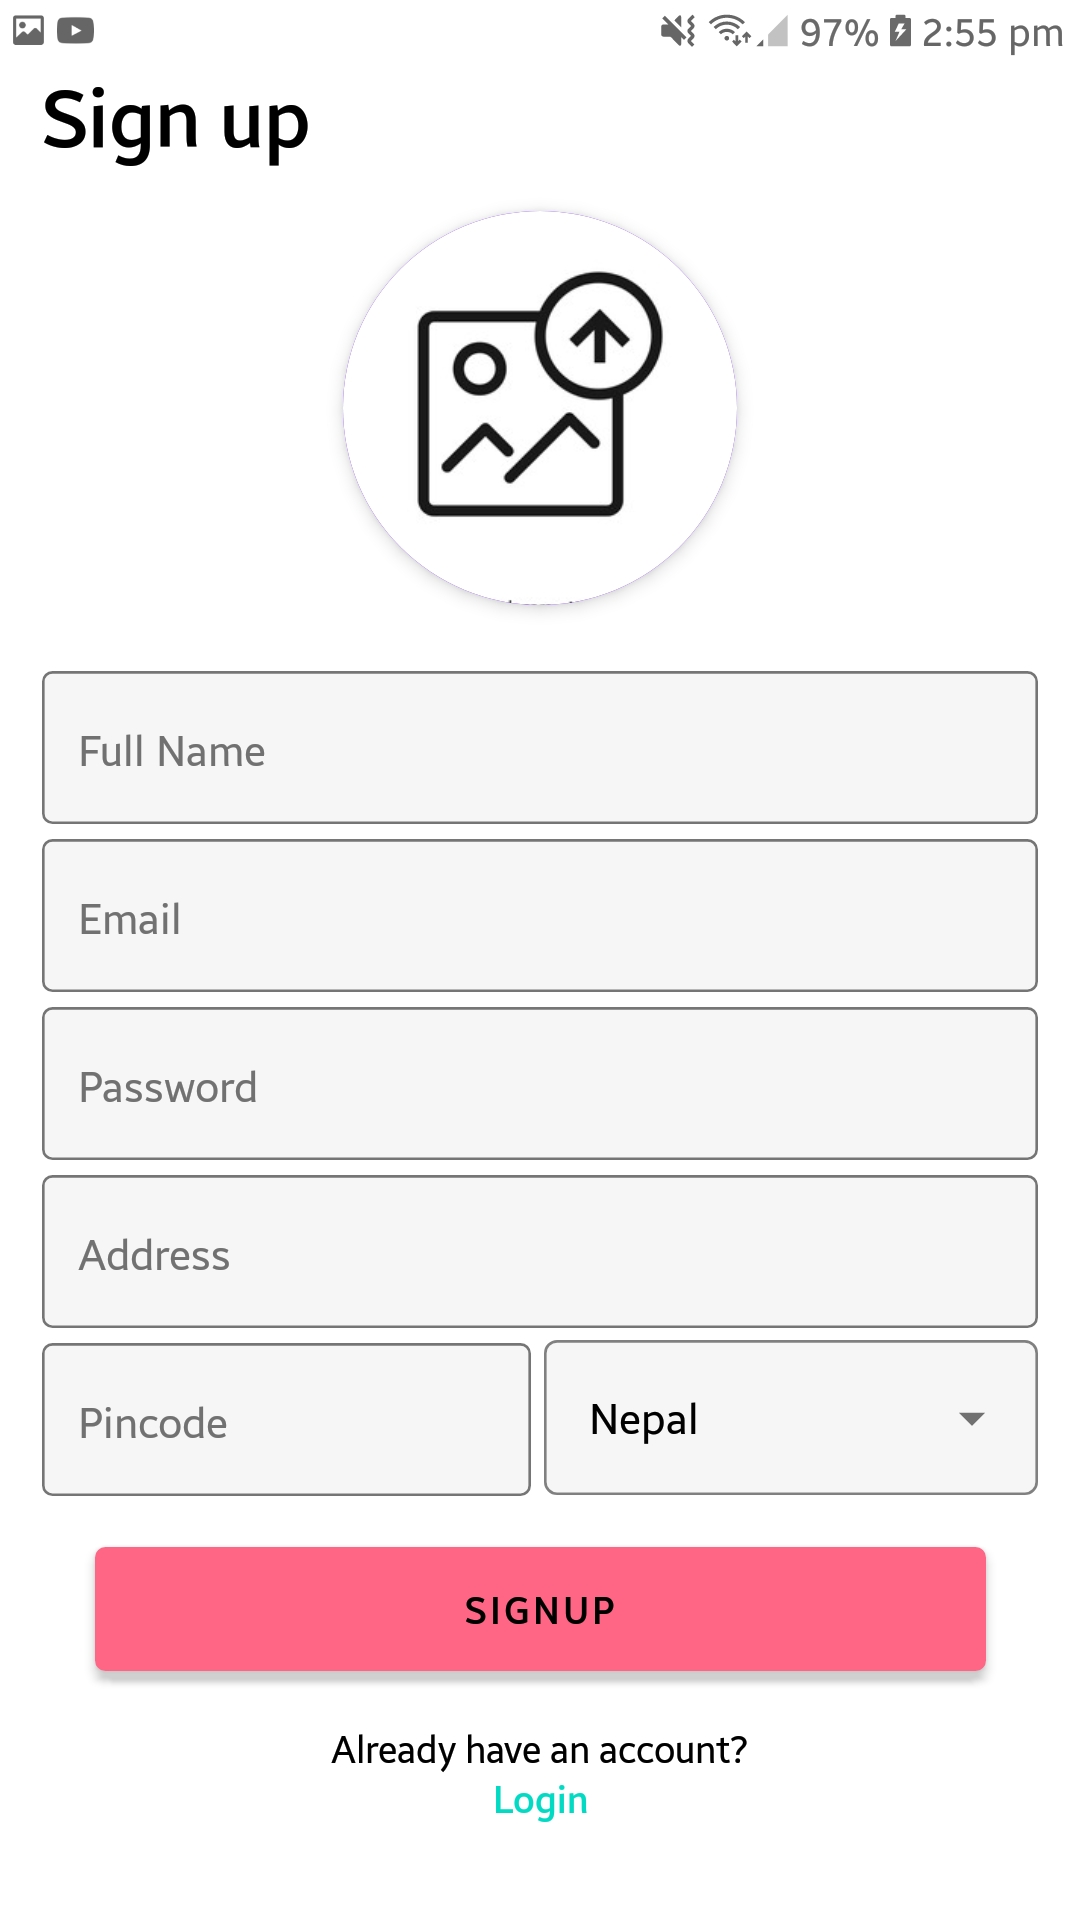 97% 2:55 pm
Sign up
Full Name
Email
Password
Address
Pincode
Nepal
SIGNUP
Already have an account?
Login